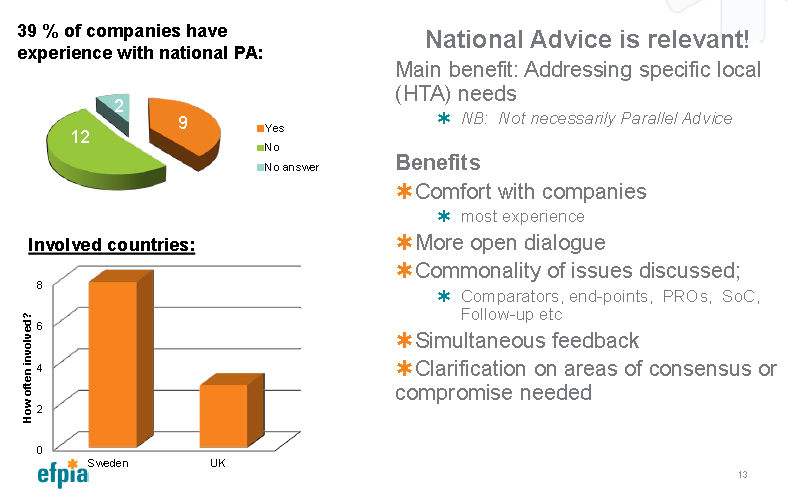 39 % of companies have
experience with national PA:
2
9
12
Yes
No
No answer
Involved countries:
How often involved?
8
6
4
2
0
Sweden
UK
efpia
National Advice is relevant!
Main benefit: Addressing specific local
(HTA) needs
NB: Not necessarily Parallel Advice
Benefits
Comfort with companies
most experience
More open dialogue
Commonality of issues discussed;
Comparators, end-points, PROs, SoC,
Follow-up etc
Simultaneous feedback
Clarification on areas of consensus or
compromise needed
13